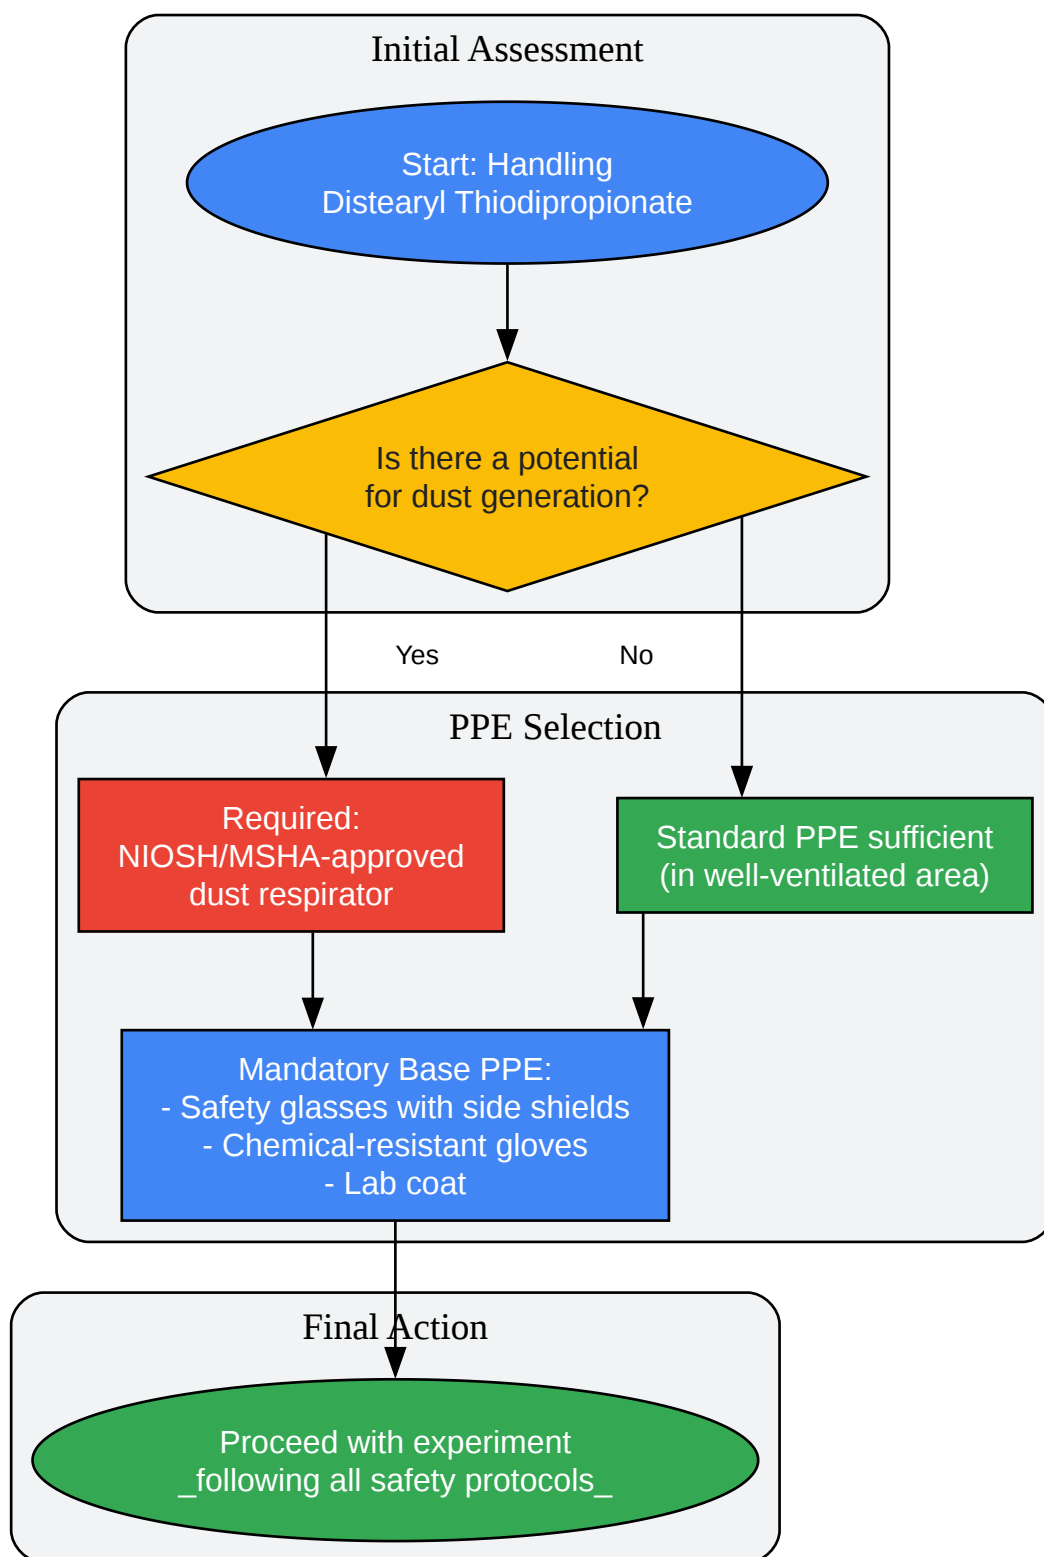 Initial Assessment
Start: Handling
Distearyl Thiodipropionate
Is there a potential
for dust generation?
Yes
No
PPE Selection
Required:
NIOSH/MSHA-approved
dust respirator
Standard PPE sufficient
(in well-ventilated area)
Mandatory Base PPE:
- Safety glasses with side shields
- Chemical-resistant gloves
- Lab coat
Final Action
Proceed with experiment
_following all safety protocols_